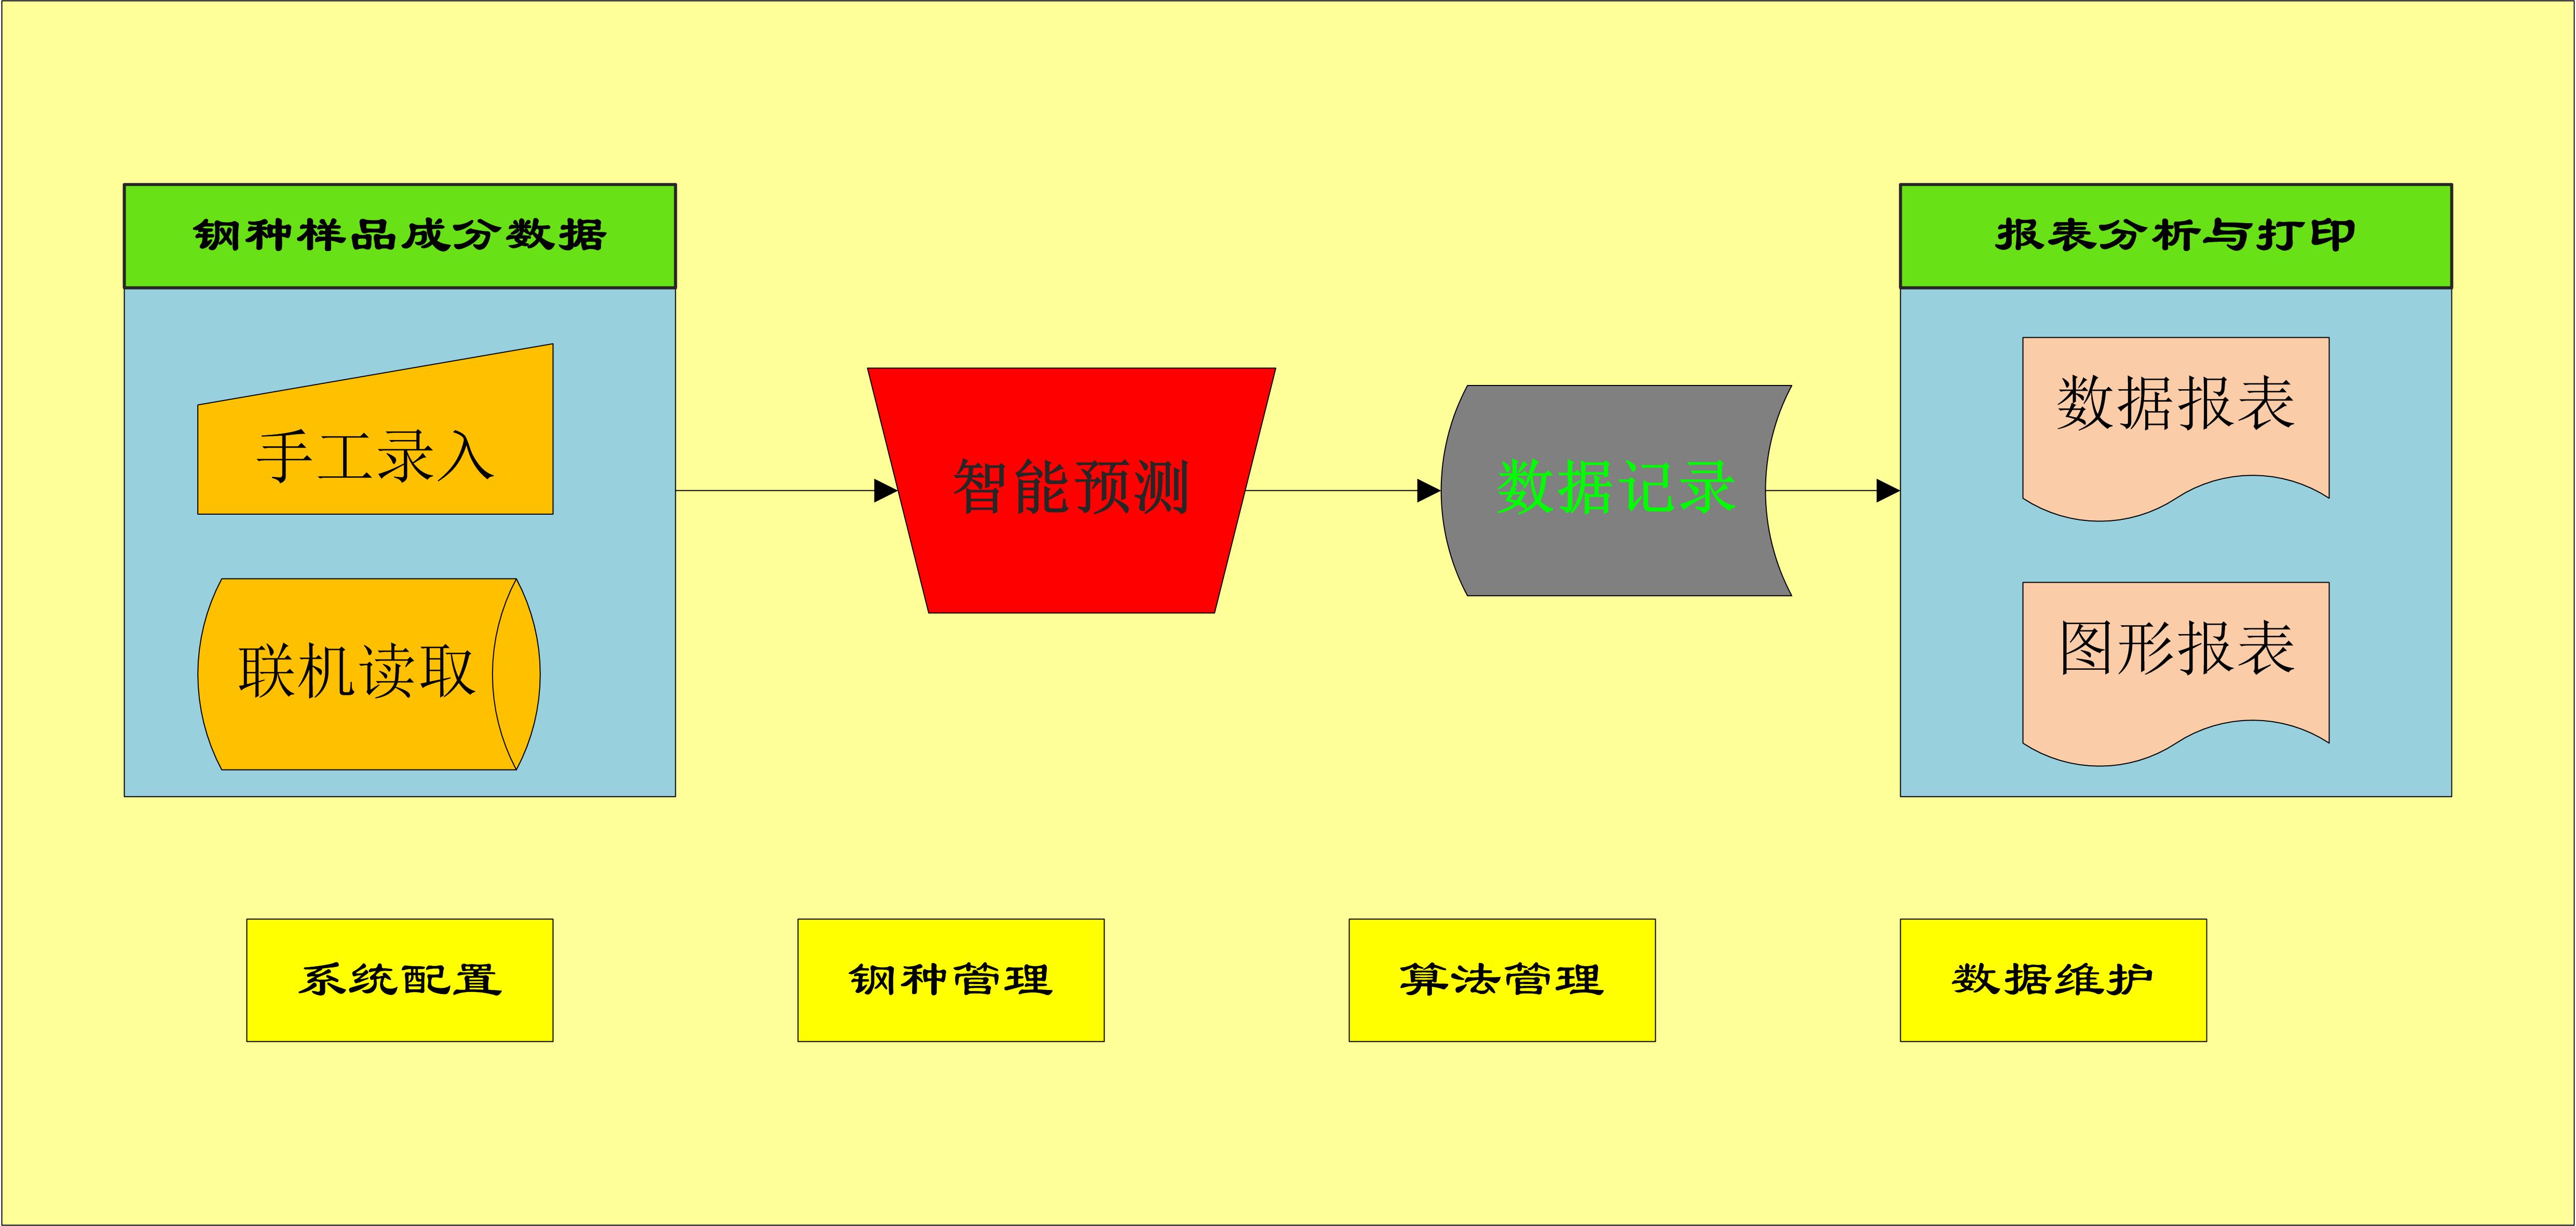 钢种样品成分数据
手工录入
联机读取
智能预测
数据记录
报表分析与打印
数据报表
图形报表
系统配置
钢种管理
算法管理
数据维护